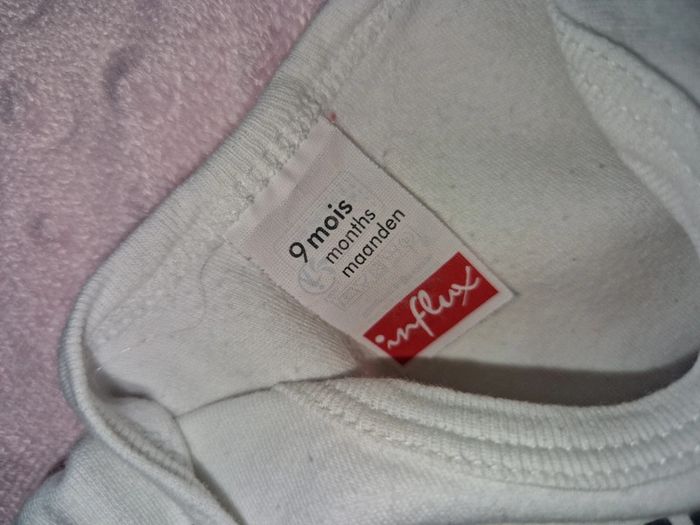 9 mois
months
maanden
influx